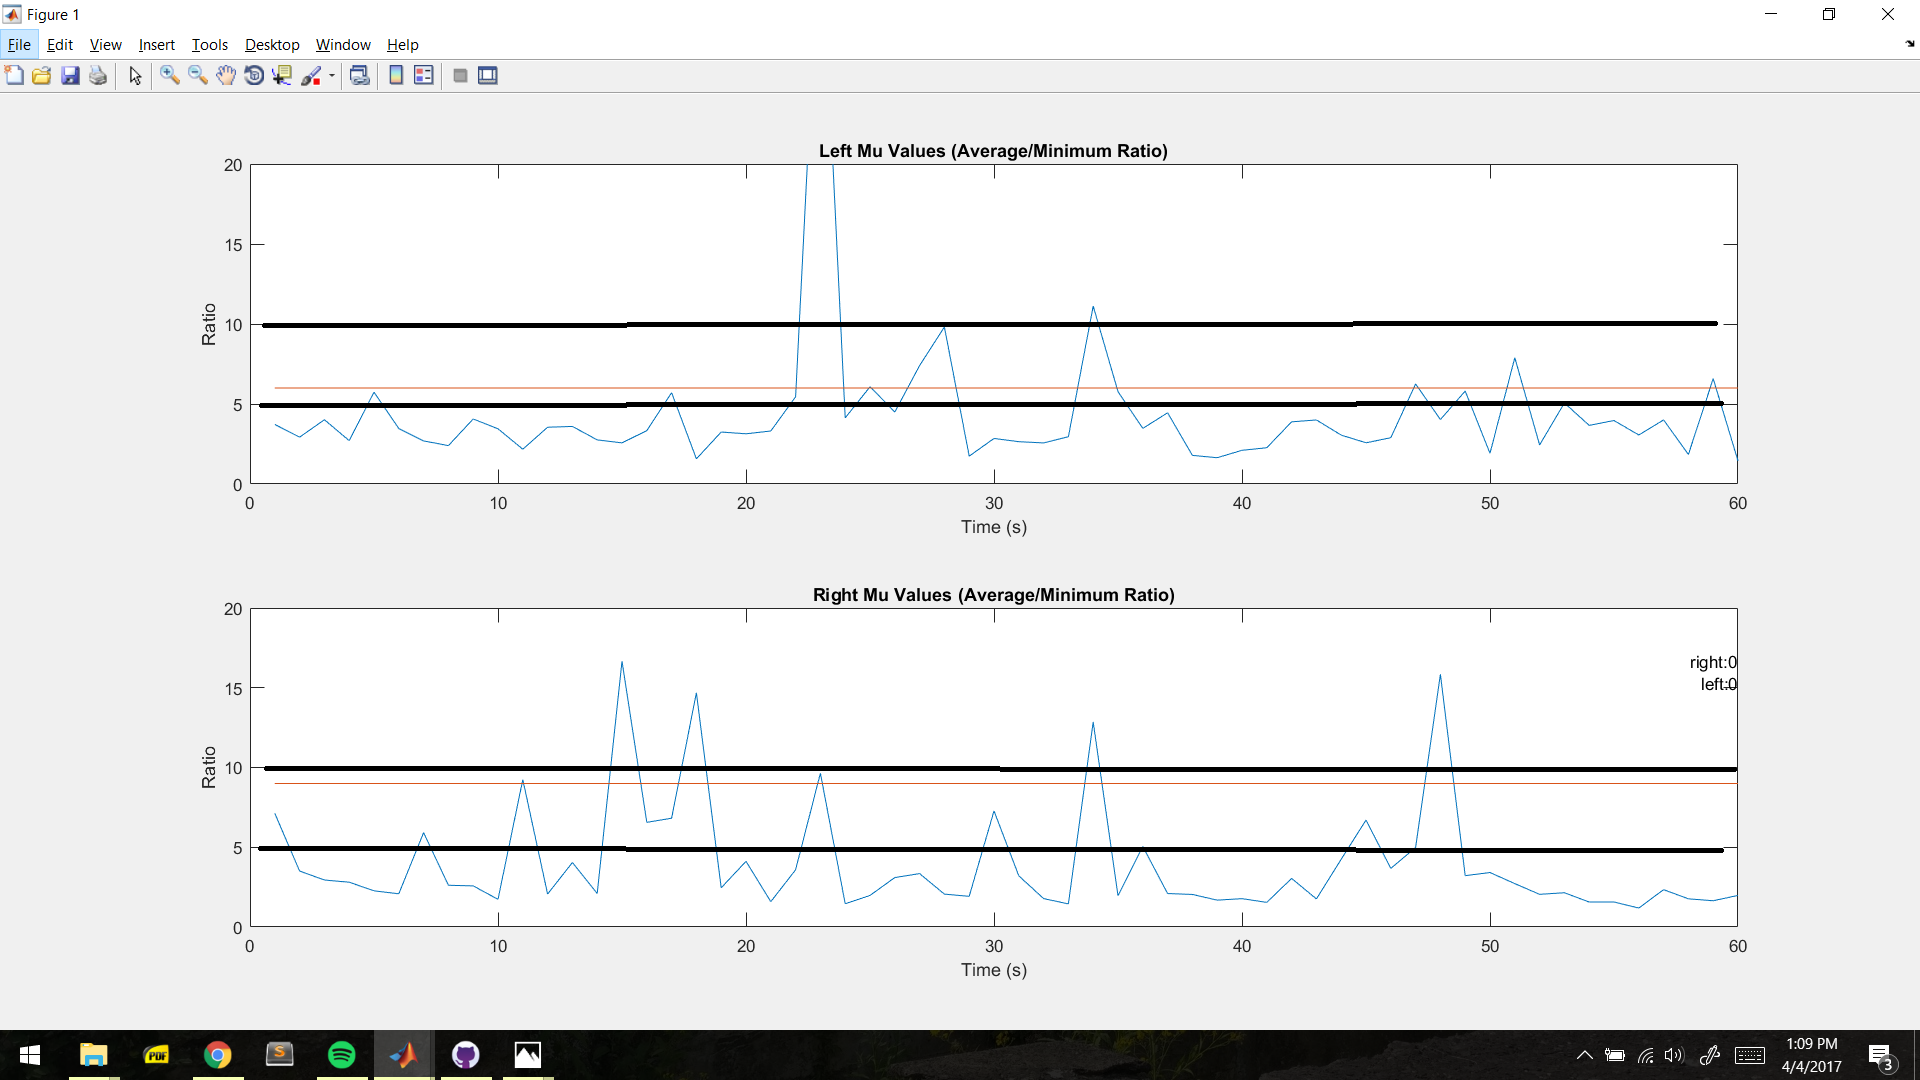 Figure 1
File Edit View Insert Tools Desktop Window Help
Left Mu Values (Average/Minimum Ratio)
20
15
10
5
0
Ratio
0 10 20 30 40 50 60
Time (s)
Right Mu Values (Average/Minimum Ratio)
20
15
10
5
0
Ratio
right:0
left:0
0 10 20 30 40 50 60
Time (s)
PDF
S
1:09 PM
4/4/2017
3